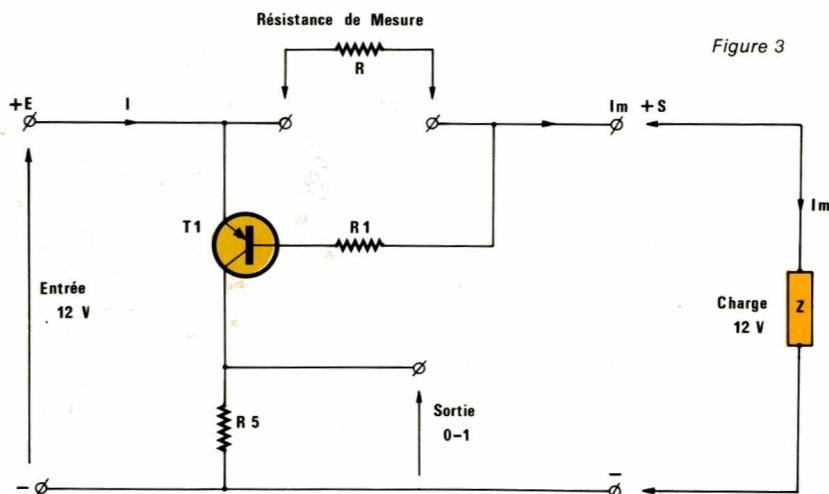 Résistance de Mesure
R
Figure 3
+E
I
Im +S
T1
R1
Im
Entrée
12 V
Charge
12 V
Z
R5
Sortie
0-1
-
-